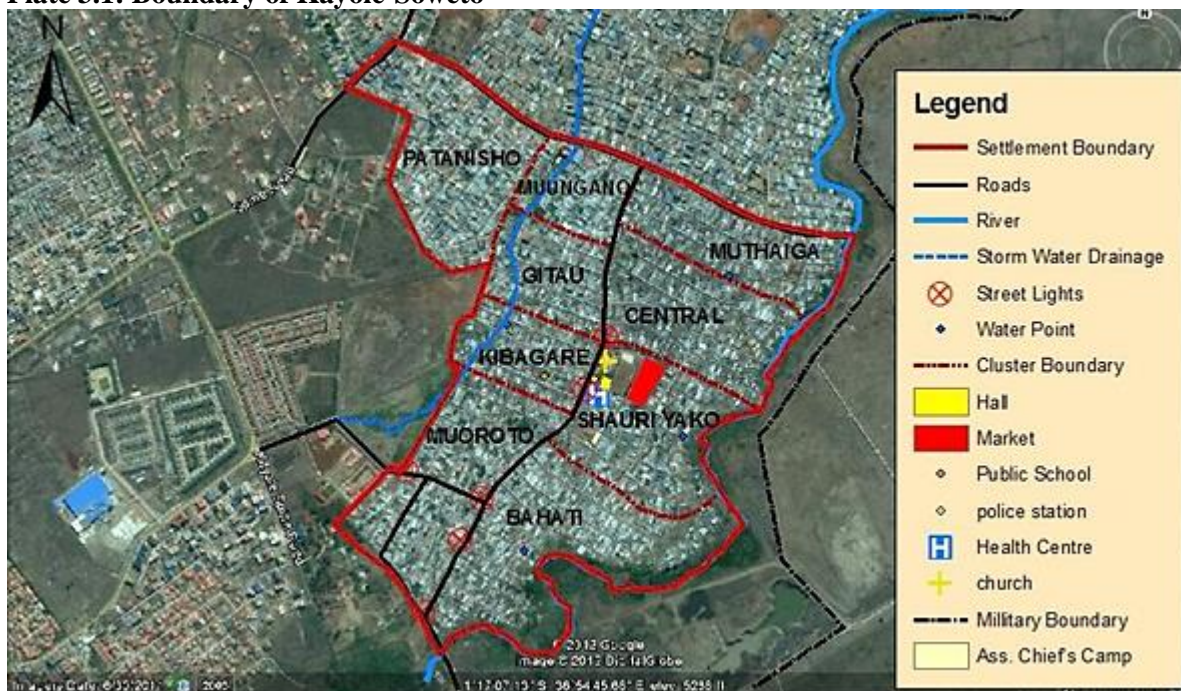 Plate 3.1: Boundary of Kayole Soweto
N
N
PATANISHO
MUUNGANO
MUTHAIGA
GITAU
CENTRAL
KIBAGARE
H
SHAURI YAKO
MUOROTO
BAHATI
Legend
Settlement Boundary
Roads
River
Storm Water Drainage
Street Lights
Water Point
Cluster Boundary
Hall
Market
Public School
police station
H
Health Centre
church
Millitary Boundary
Ass. Chief's Camp
© 2012 Google
Image © 2012 DigitalGlobe